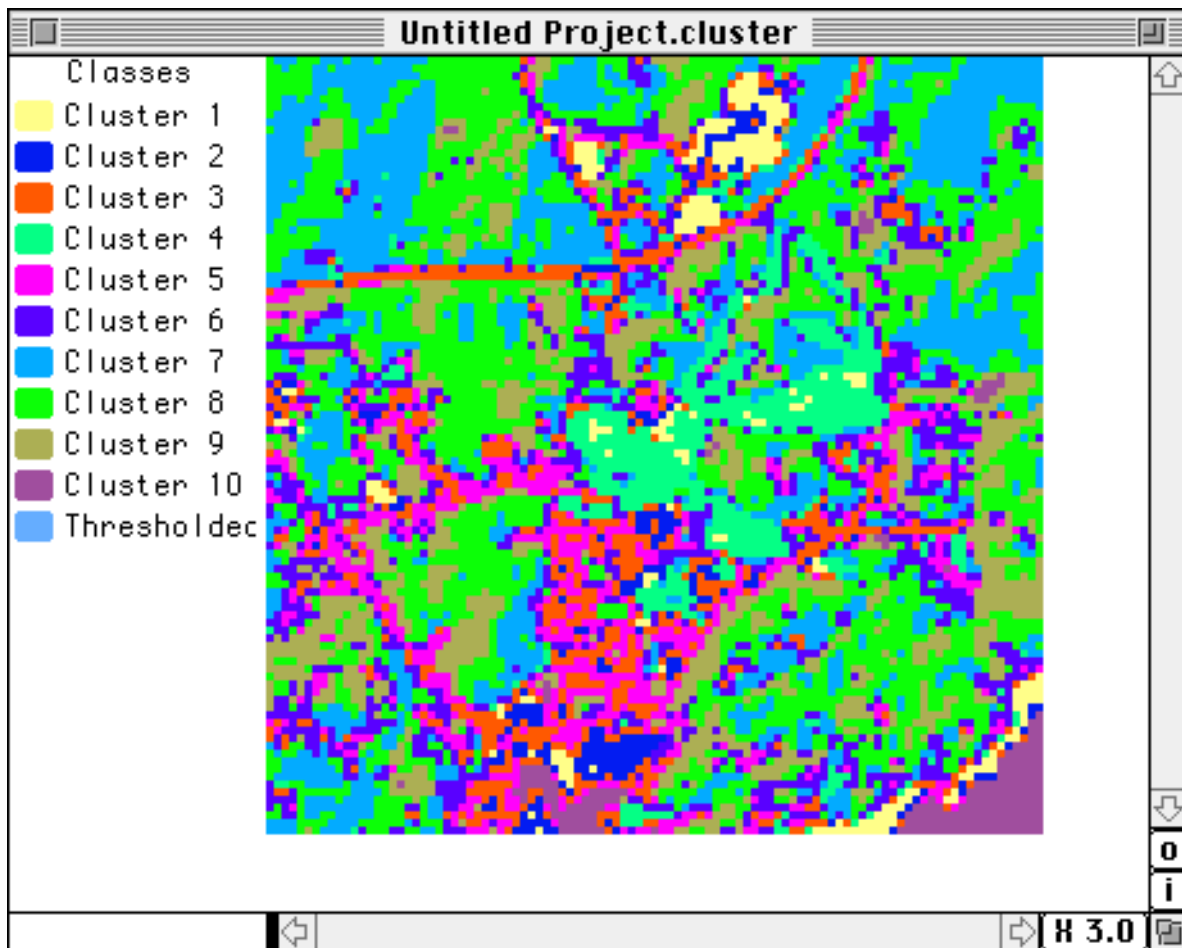 Untitled Project.cluster
Classes
Cluster 1
Cluster 2
Cluster 3
Cluster 4
Cluster 5
Cluster 6
Cluster 7
Cluster 8
Cluster 9
Cluster 10
Thresholdec
o
i
X 3.0